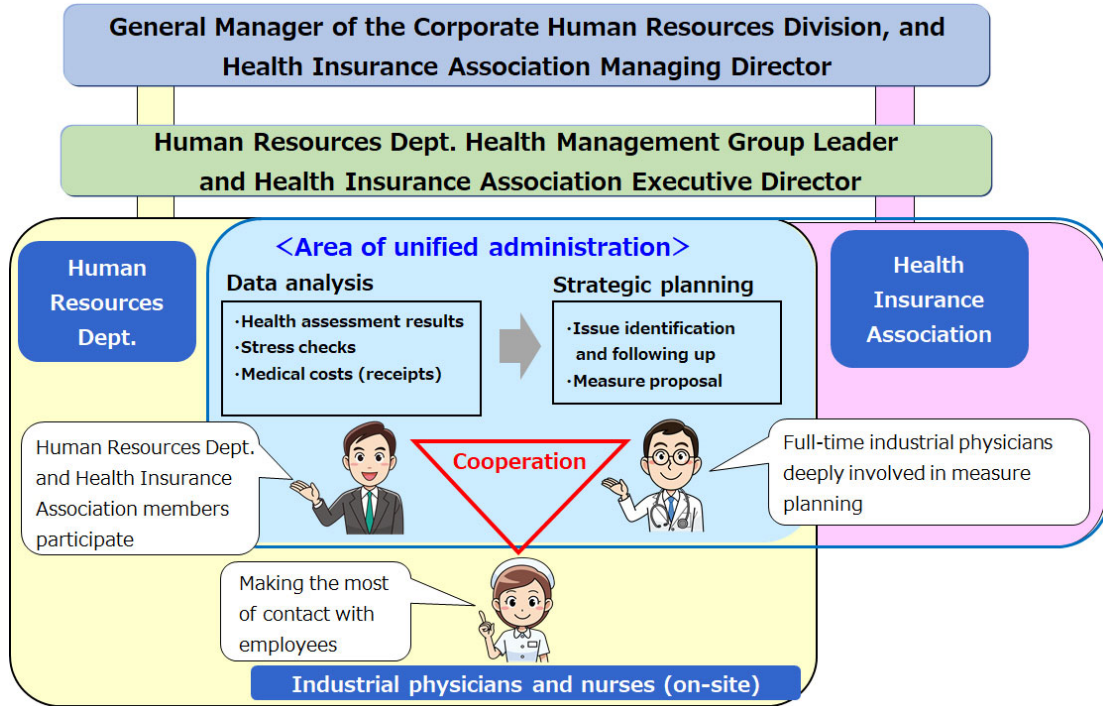 General Manager of the Corporate Human Resources Division, and
Health Insurance Association Managing Director
Human Resources Dept. Health Management Group Leader
and Health Insurance Association Executive Director
<Area of unified administration>
Human
Resources
Dept.
Data analysis
・Health assessment results
・Stress checks
・Medical costs (receipts)
Strategic planning
・Issue identification
and following up
・Measure proposal
Health
Insurance
Association
Human Resources Dept.
and Health Insurance
Association members
participate
Cooperation
Full-time industrial physicians
deeply involved in measure
planning
Making the most
of contact with
employees
Industrial physicians and nurses (on-site)